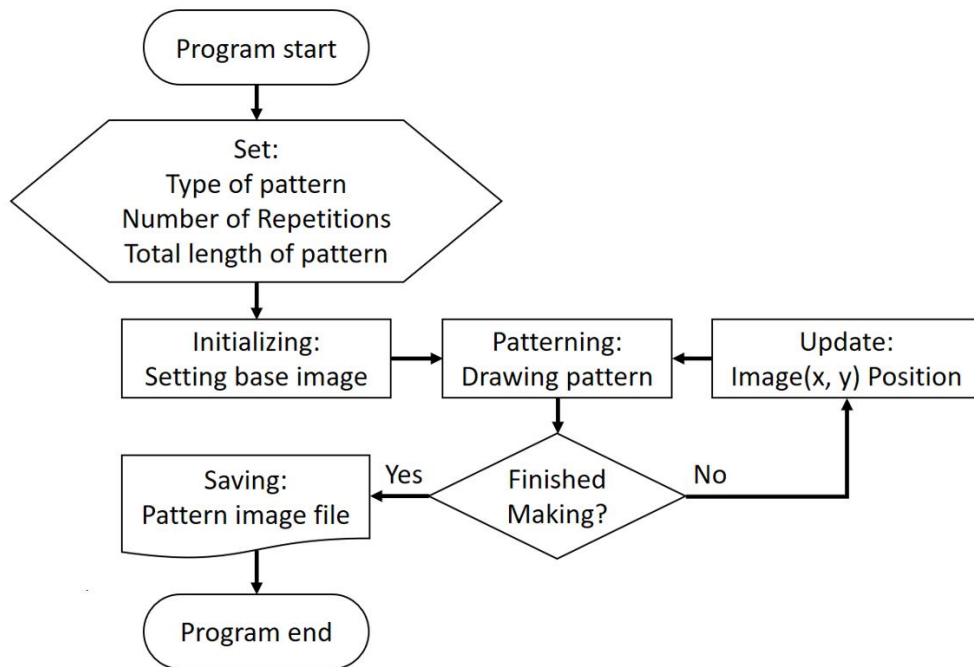 Program start
Set:
Type of pattern
Number of Repetitions
Total length of pattern
Initializing:
Setting base image
Patterning:
Drawing pattern
Update:
Image(x, y) Position
Finished
Making?
Yes
No
Saving:
Pattern image file
Program end